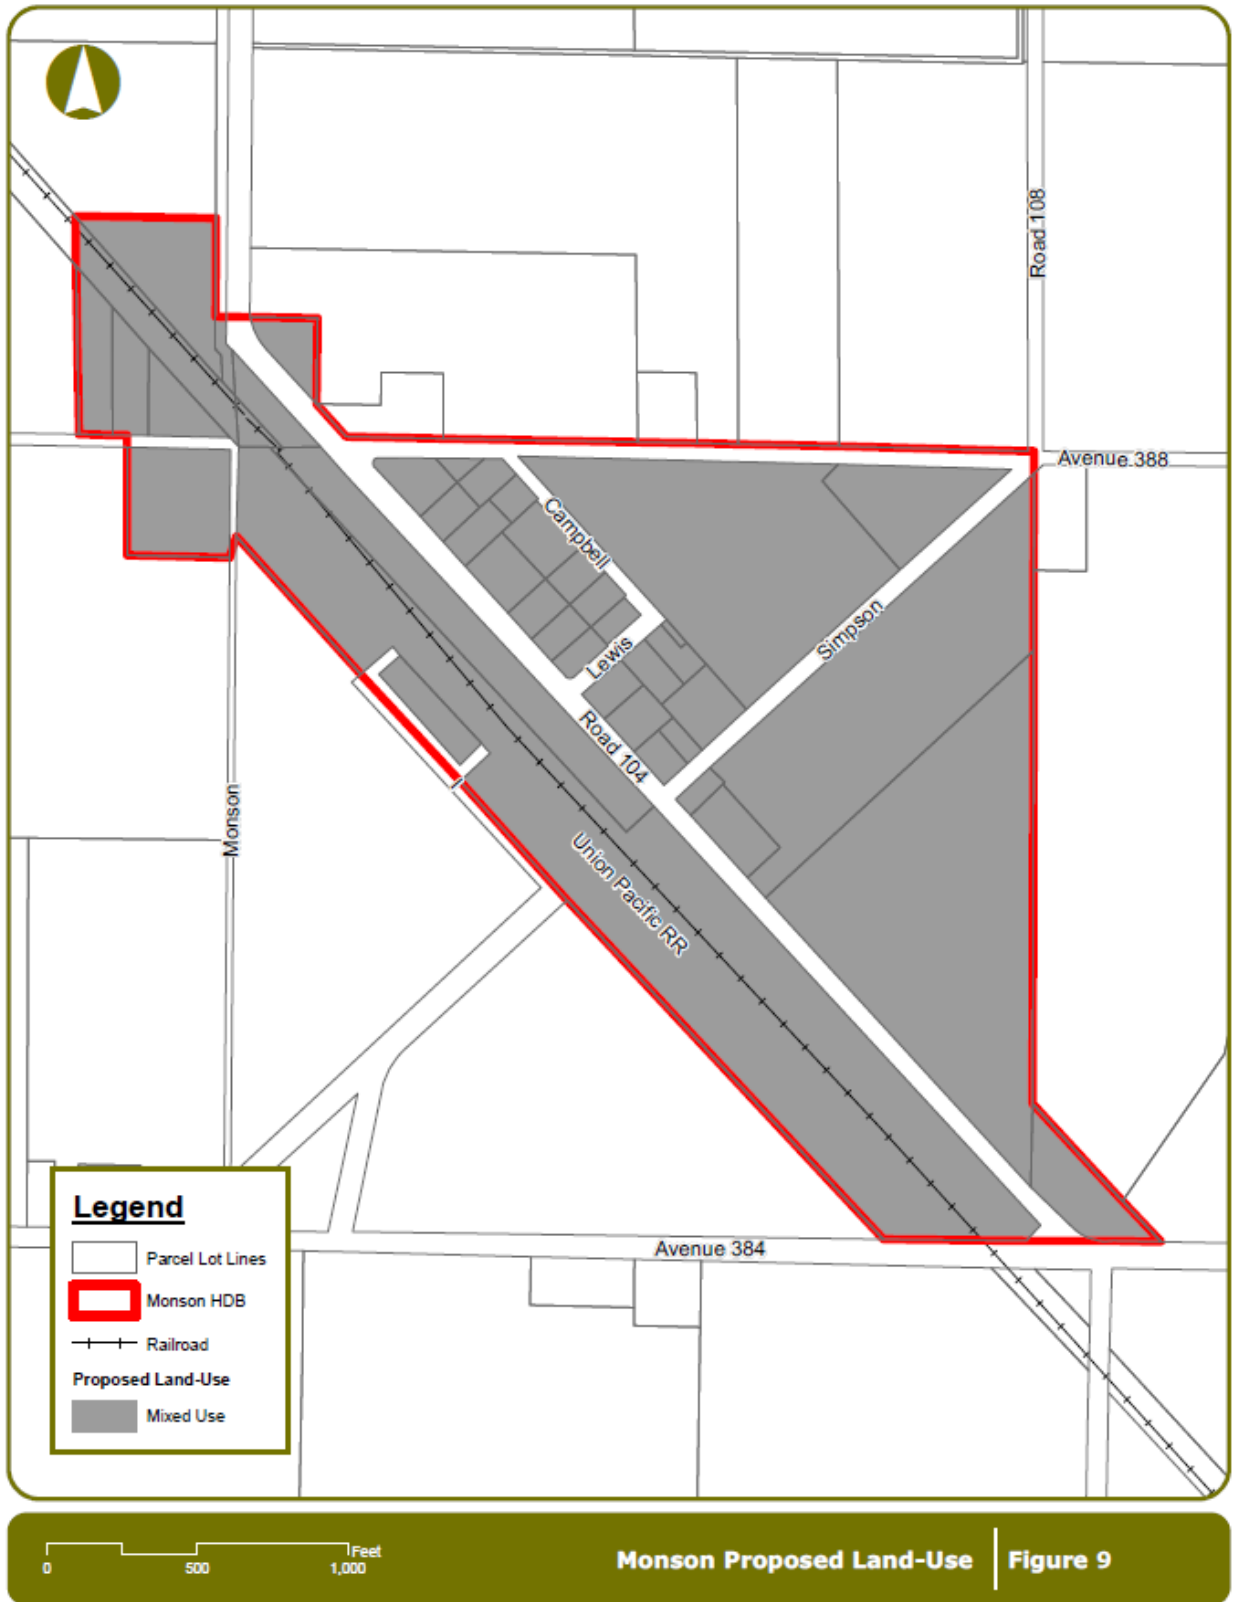 Road 108
Avenue 388
Campbell
Simpson
Lewis
Road 104
Monson
Union Pacific RR
Avenue 384
Legend
Parcel Lot Lines
Monson HDB
Railroad
Proposed Land-Use
Mixed Use
Feet
0 500 1,000
Monson Proposed Land-Use
Figure 9